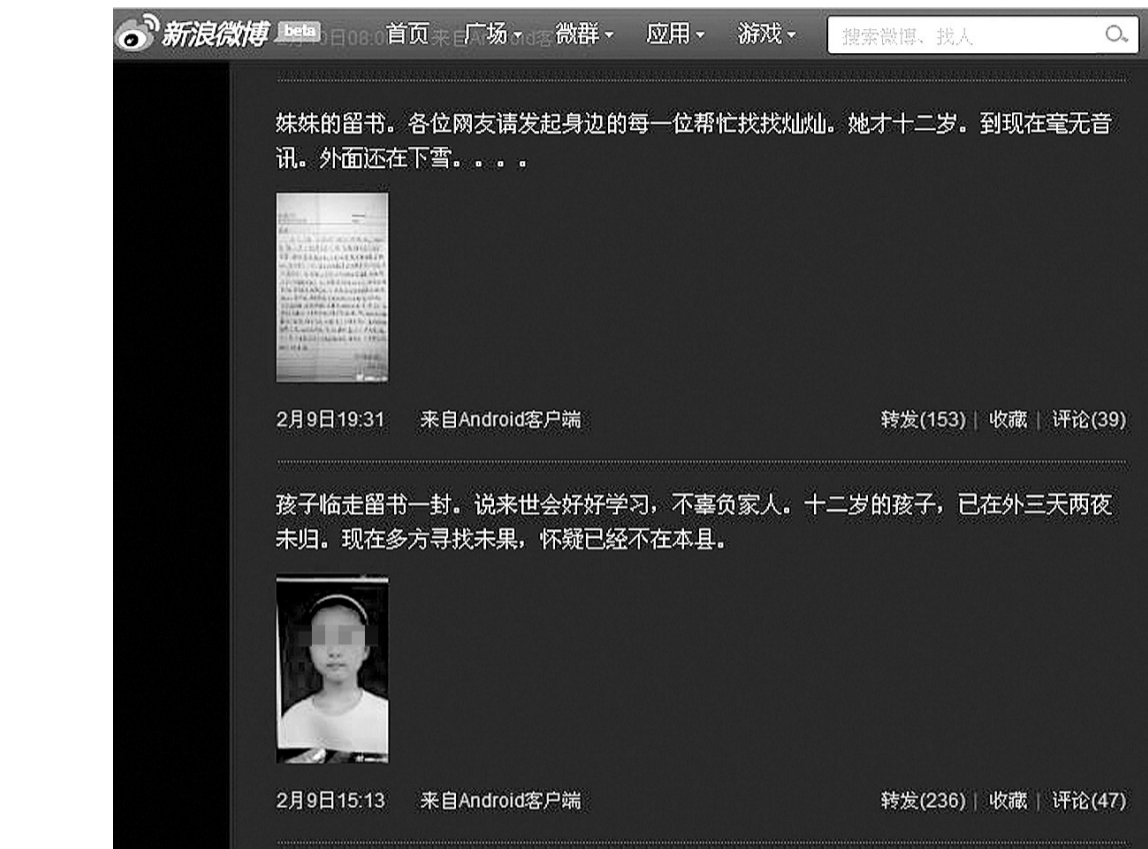 新浪微博 beta 首页 广场 微群 应用 游戏 搜索微博、找人
妹妹的留书。各位网友请发起身边的每一位帮忙找找灿灿。她才十二岁。到现在毫无音
讯。外面还在下雪。。。。
2月9日19:31 来自Android客户端 转发(153) | 收藏 | 评论(39)
孩子临走留书一封。说来世会好好学习，不辜负家人。十二岁的孩子，已在外三天两夜
未归。现在多方寻找未果，怀疑已经不在本县。
2月9日15:13 来自Android客户端 转发(236) | 收藏 | 评论(47)